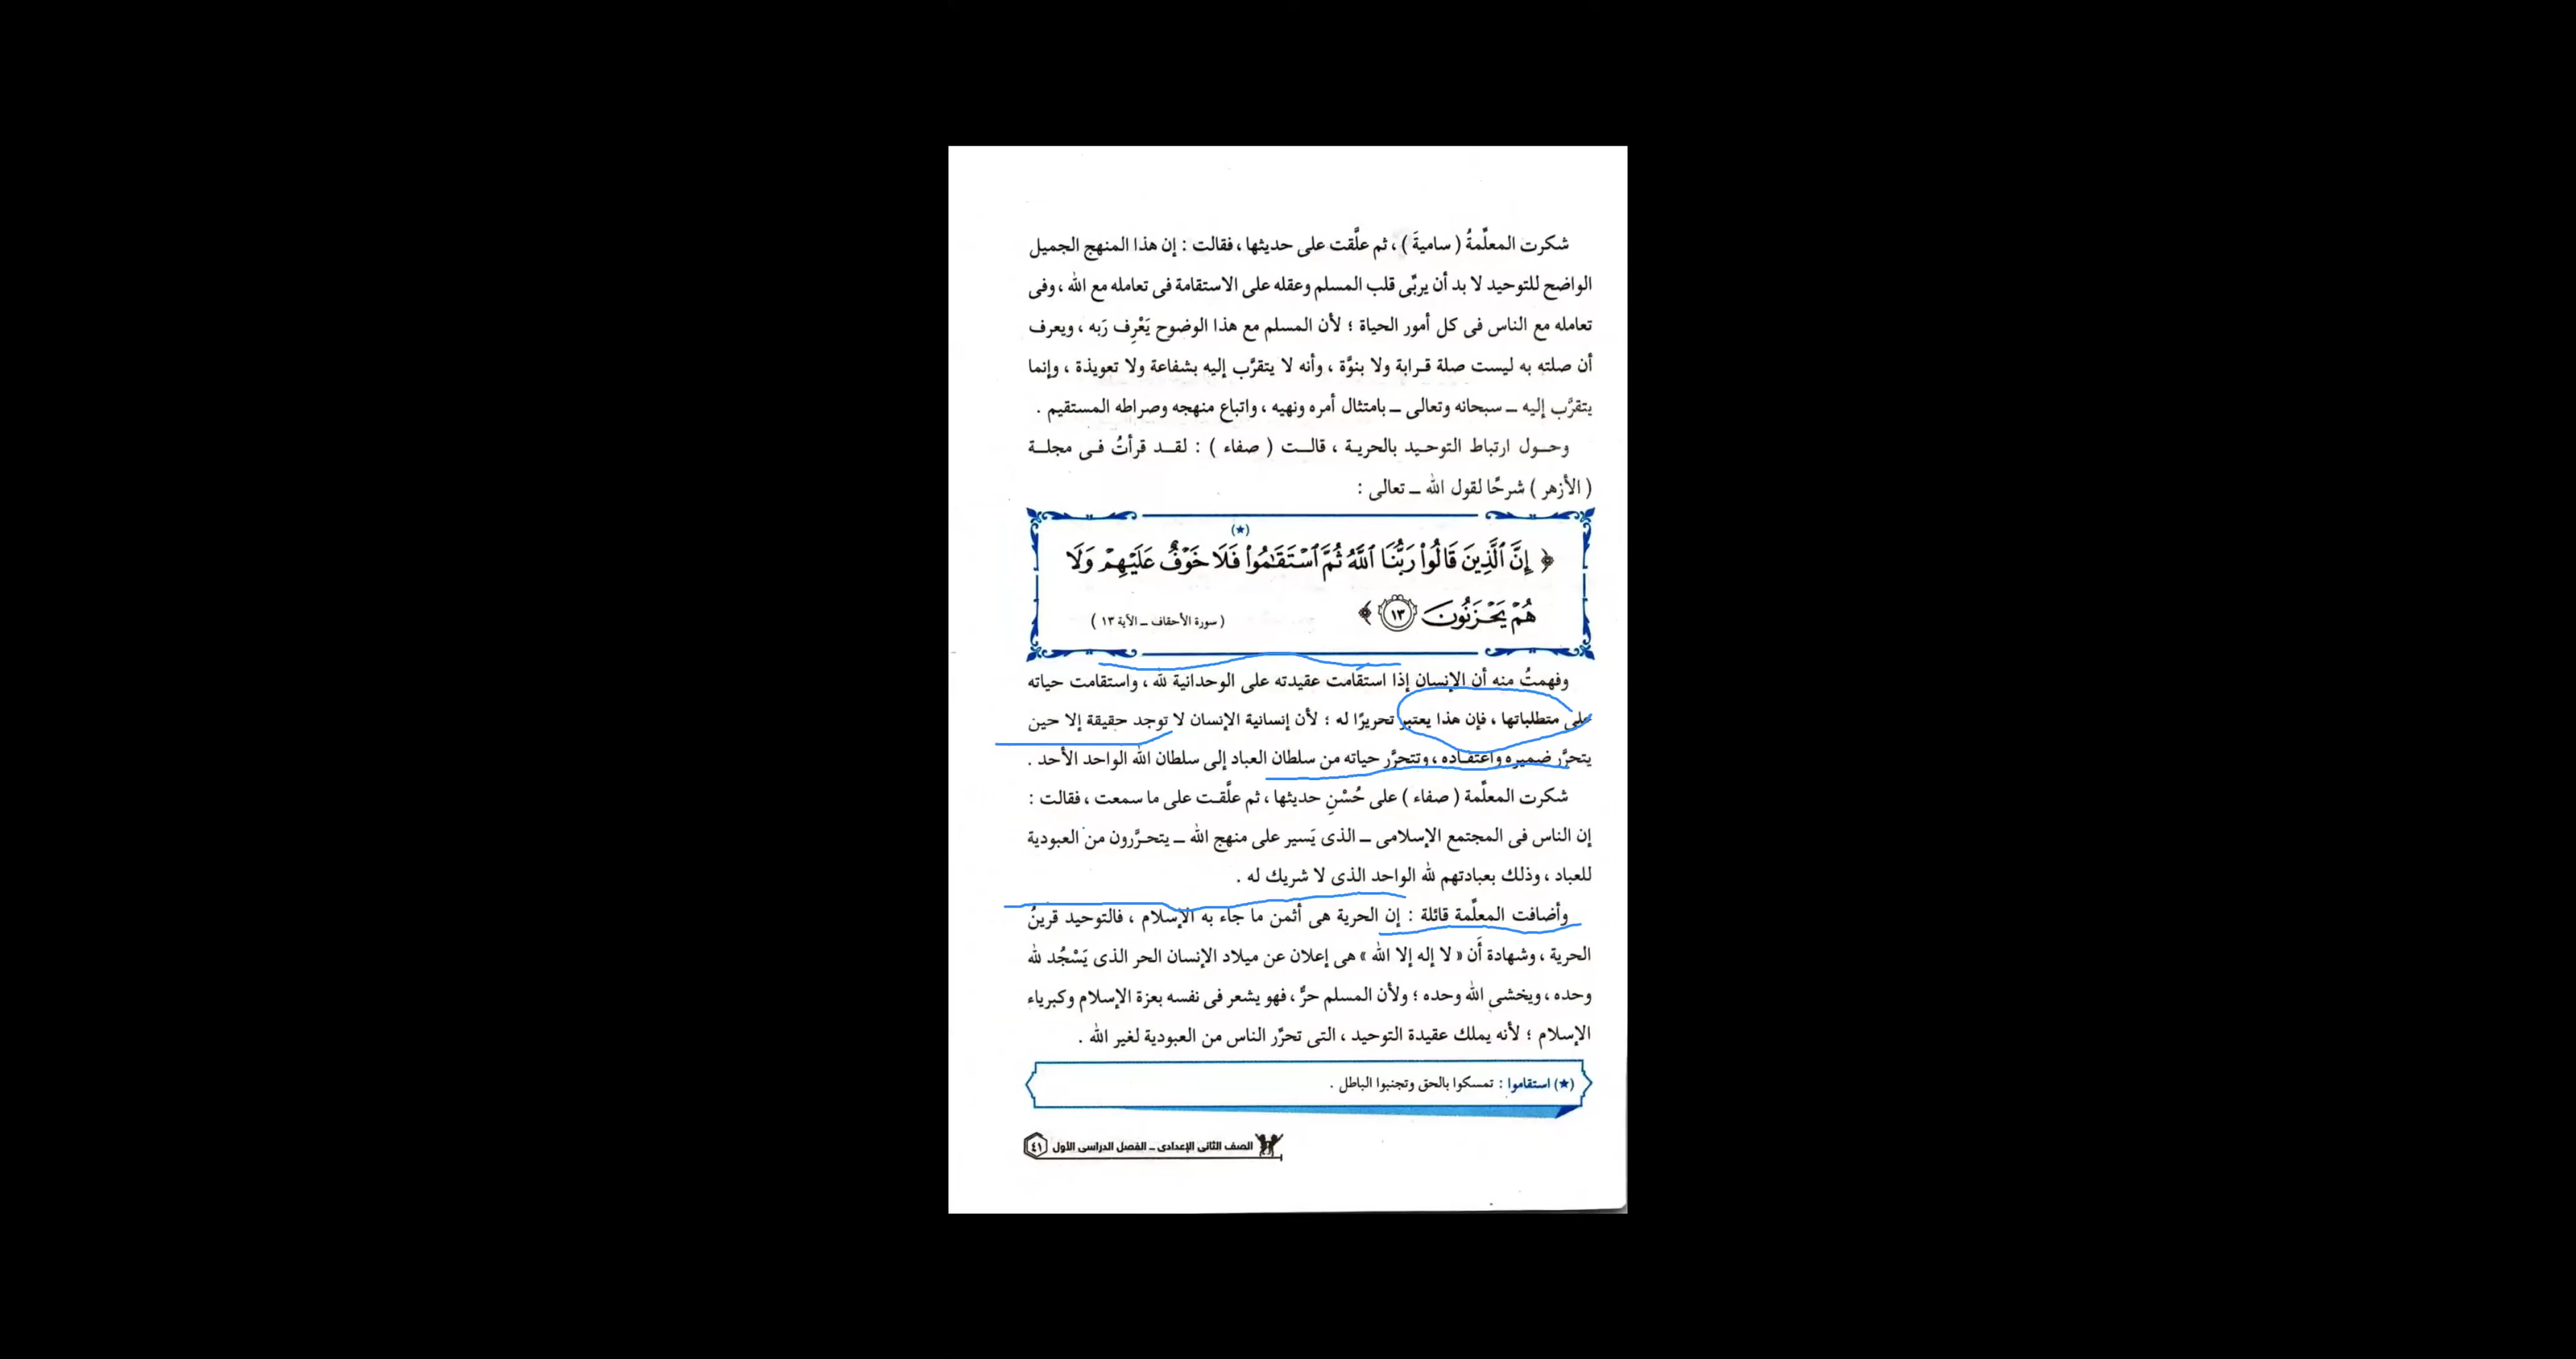 شكرت المعلِّمةُ ( ساميةَ ) ، ثم علَّقت على حديثها ، فقالت : إن هذا المنهج الجميل
الواضح للتوحيد لا بد أن يربِّى قلب المسلم وعقله على الاستقامة فى تعامله مع الله ، وفى
تعامله مع الناس فى كل أمور الحياة ؛ لأن المسلم مع هذا الوضوح يَعْرِف رَبه ، ويعرف
أن صلته به ليست صلة قرابة ولا بنوَّة ، وأنه لا يتقرَّب إليه بشفاعة ولا تعويذة ، وإنما
يتقرَّب إليه ــ سبحانه وتعالى ــ بامتثال أمره ونهيه ، واتباع منهجه وصراطه المستقيم .
وحول ارتباط التوحيد بالحرية ، قالت ( صفاء ) : لقد قرأتُ فى مجلة
( الأزهر ) شرحًا لقول الله ــ تعالى :
(★)
﴿ إِنَّ ٱلَّذِينَ قَالُواْ رَبُّنَا ٱللَّهُ ثُمَّ ٱسْتَقَٰمُواْ فَلَا خَوْفٌ عَلَيْهِمْ وَلَا
هُمْ يَحْزَنُونَ ١٣ ﴾
( سورة الأحقاف ــ الآية ١٣ )
وفهمتُ منه أن الإنسان إذا استقامت عقيدته على الوحدانية لله ، واستقامت حياته
على متطلباتها ، فإن هذا يعتبر تحريرًا له ؛ لأن إنسانية الإنسان لا توجد حقيقة إلا حين
يتحرَّر ضميره واعتقاده ، وتتحرَّر حياته من سلطان العباد إلى سلطان الله الواحد الأحد .
شكرت المعلِّمة ( صفاء ) على حُسْنِ حديثها ، ثم علَّقت على ما سمعت ، فقالت :
إن الناس فى المجتمع الإسلامى ــ الذى يَسير على منهج الله ــ يتحرَّرون من العبودية
للعباد ، وذلك بعبادتهم لله الواحد الذى لا شريك له .
وأضافت المعلِّمة قائلة : إن الحرية هى أثمن ما جاء به الإسلام ، فالتوحيد قرينُ
الحرية ، وشهادة أَن « لا إله إلا الله » هى إعلان عن ميلاد الإنسان الحر الذى يَسْجُد لله
وحده ، ويخشى الله وحده ؛ ولأن المسلم حرٌّ ، فهو يشعر فى نفسه بعزة الإسلام وكبرياء
الإسلام ؛ لأنه يملك عقيدة التوحيد ، التى تحرِّر الناس من العبودية لغير الله .
(★) استقاموا : تمسكوا بالحق وتجنبوا الباطل .
الصف الثانى الإعدادى ــ الفصل الدراسى الأول ٤١